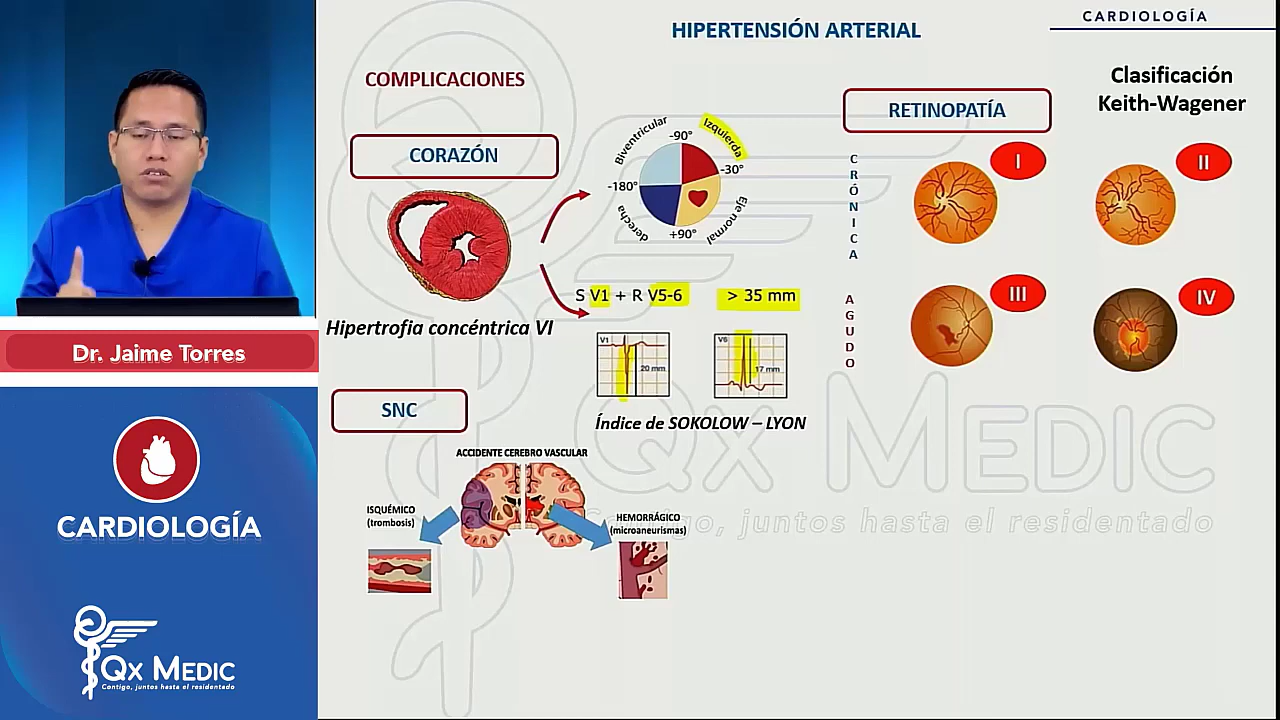 CARDIOLOGÍA
HIPERTENSIÓN ARTERIAL
COMPLICACIONES
Clasificación
Keith-Wagener
RETINOPATÍA
CORAZÓN
Biventricular
-90°
Izquierda
-180°
-30°
derecha
+90°
Eje normal
CRÓNICA
I
II
S V1 + R V5-6
> 35 mm
AGUDO
III
IV
Hipertrofia concéntrica VI
V1
20 mm
V6
17 mm
Índice de SOKOLOW – LYON
SNC
ACCIDENTE CEREBRO VASCULAR
ISQUÉMICO
(trombosis)
HEMORRÁGICO
(microaneurismas)
Dr. Jaime Torres
CARDIOLOGÍA
QX MEDIC
Contigo, juntos hasta el residentado
QX MEDIC
Contigo, juntos hasta el residentado